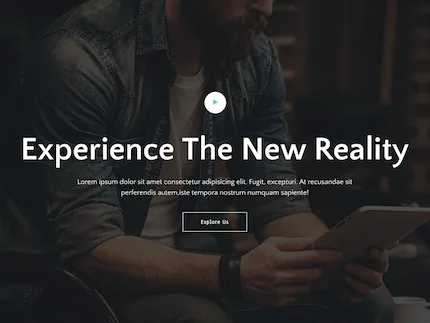 Experience The New Reality
Lorem ipsum dolor sit amet consectetur adipisicing elit. Fugit, excepturi. At recusandae sit
perferendis autem,iste tempora nostrum numquam sapiente!
Explore Us